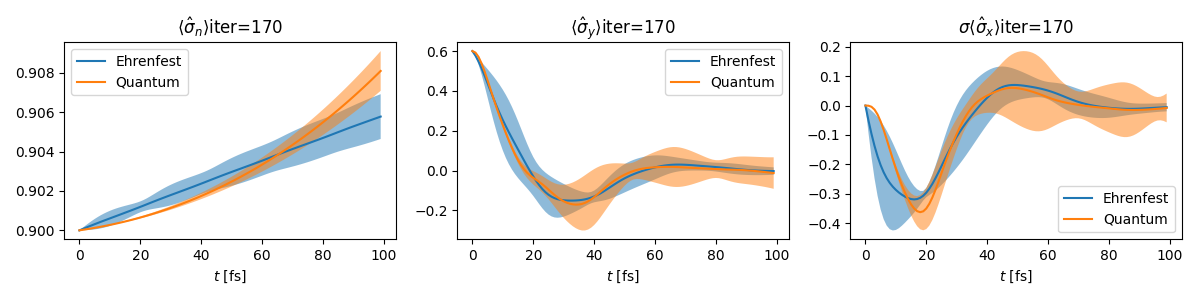 ⟨σ̂ₙ⟩iter=170
0.908
0.906
0.904
0.902
0.900
0 20 40 60 80 100
t [fs]
Ehrenfest
Quantum
⟨σ̂ᵧ⟩iter=170
0.6
0.4
0.2
0.0
−0.2
0 20 40 60 80 100
t [fs]
Ehrenfest
Quantum
σ⟨σ̂ₓ⟩iter=170
0.2
0.1
0.0
−0.1
−0.2
−0.3
−0.4
0 20 40 60 80 100
t [fs]
Ehrenfest
Quantum